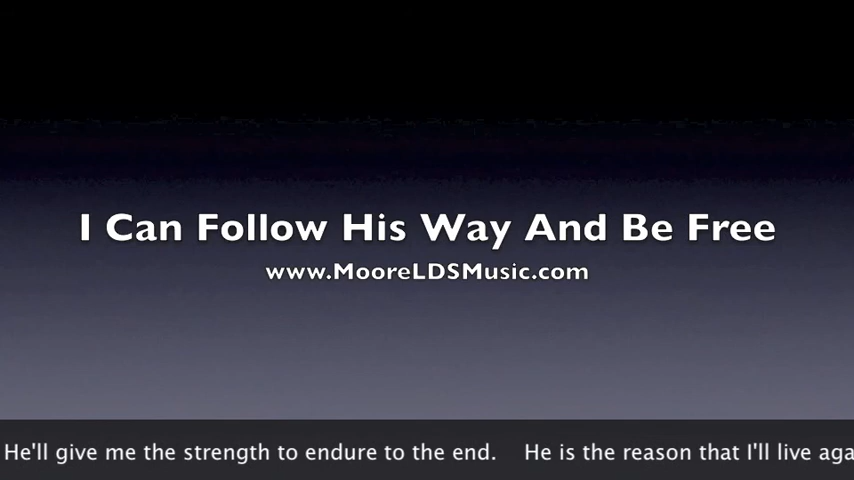 I Can Follow His Way And Be Free
www.MooreLDSMusic.com
He'll give me the strength to endure to the end. He is the reason that I'll live aga